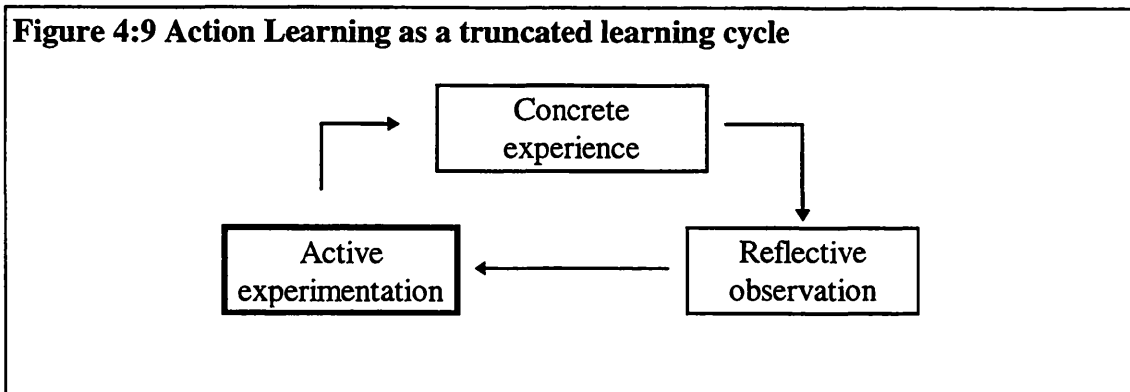 Figure 4:9 Action Learning as a truncated learning cycle
Concrete
experience
Active
experimentation
Reflective
observation